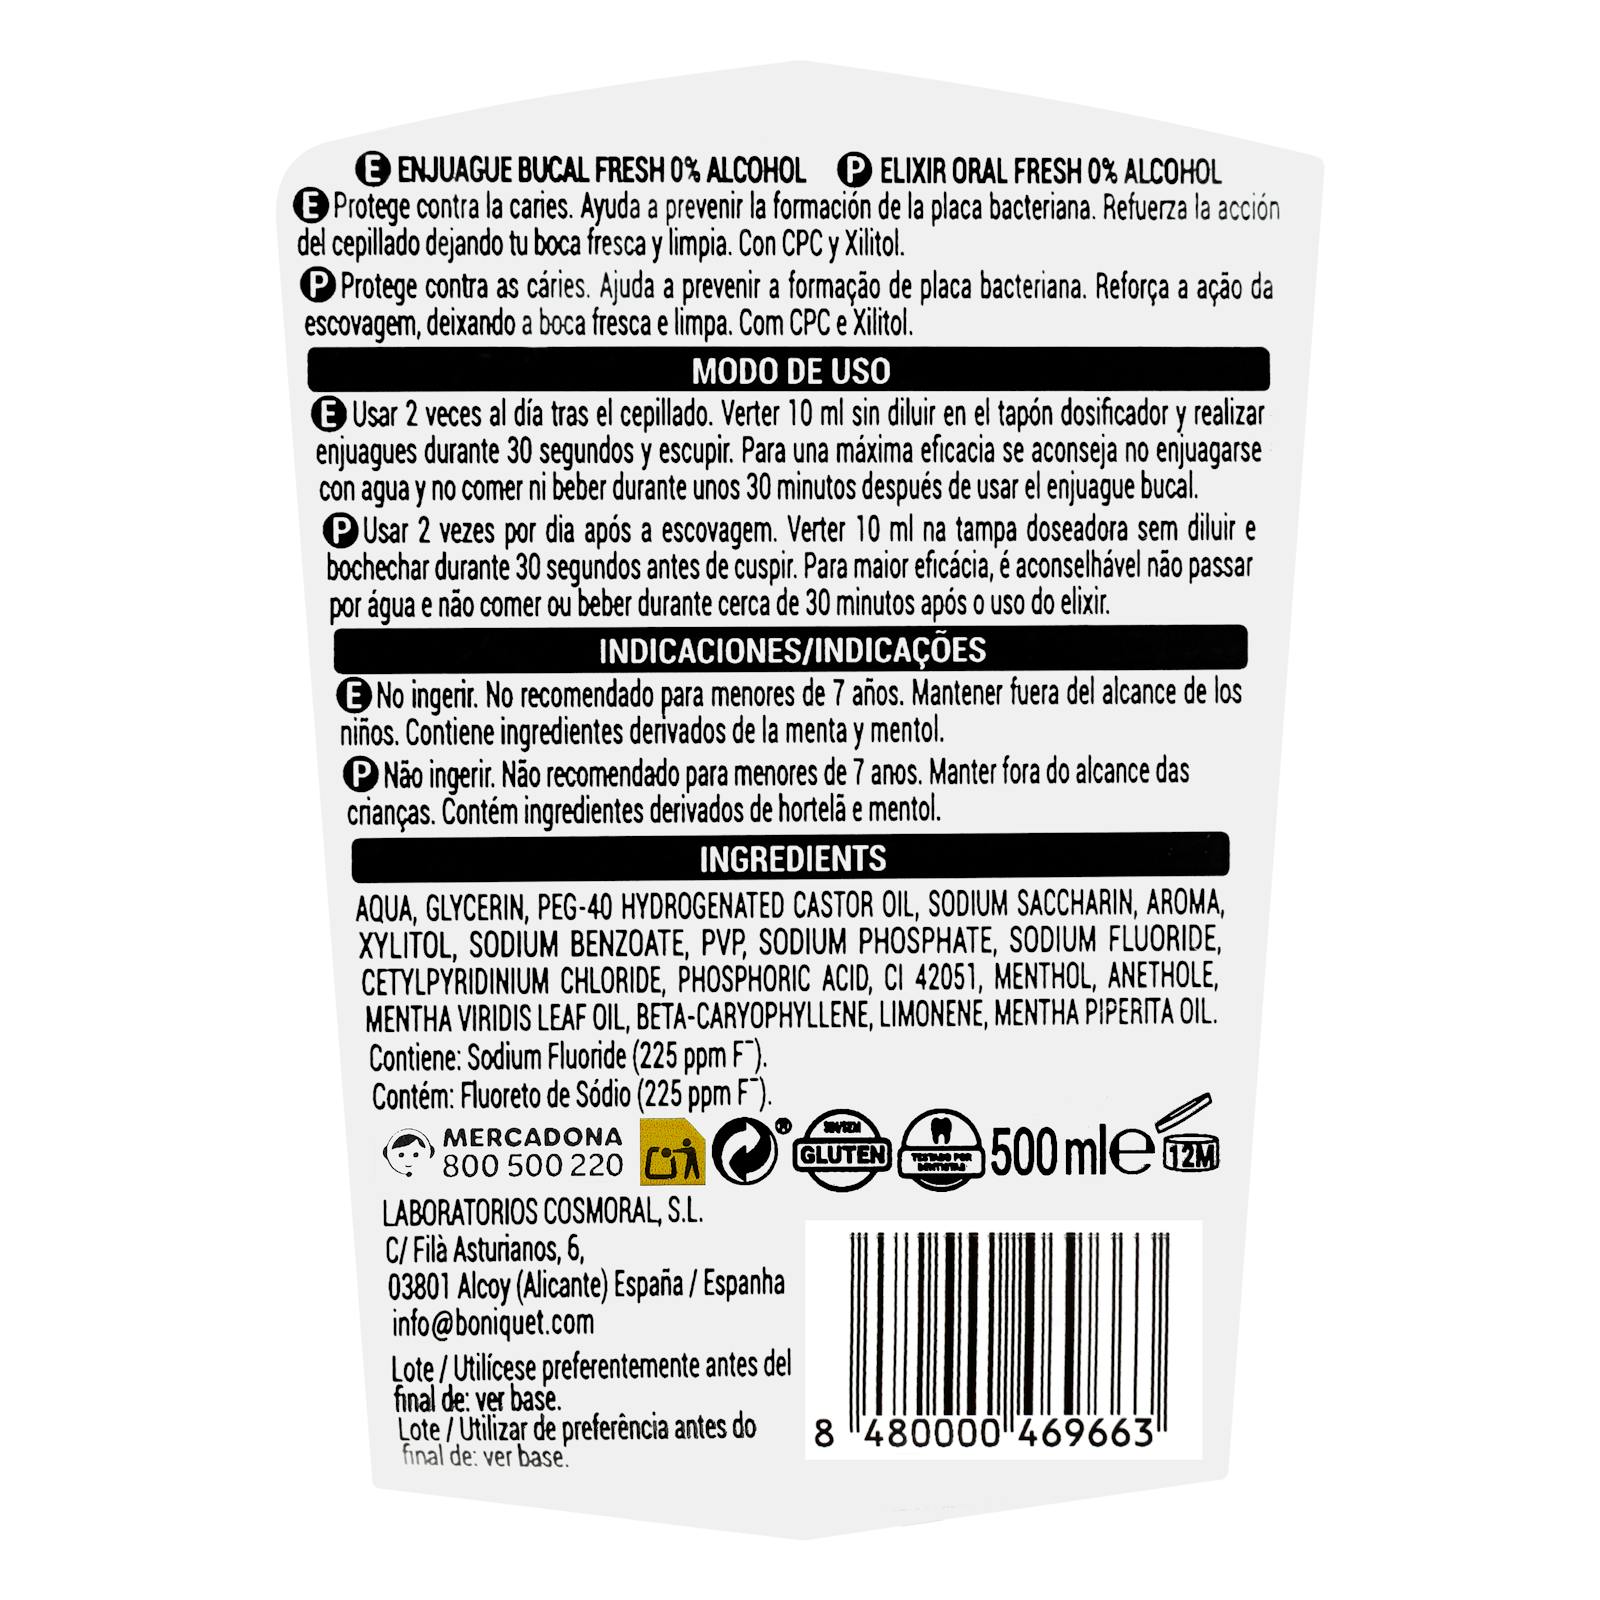 E ENJUAGUE BUCAL FRESH 0% ALCOHOL P ELIXIR ORAL FRESH 0% ALCOHOL
E Protege contra la caries. Ayuda a prevenir la formación de la placa bacteriana. Refuerza la acción
del cepillado dejando tu boca fresca y limpia. Con CPC y Xilitol.
P Protege contra as cáries. Ajuda a prevenir a formação de placa bacteriana. Reforça a ação da
escovagem, deixando a boca fresca e limpa. Com CPC e Xilitol.
MODO DE USO
E Usar 2 veces al día tras el cepillado. Verter 10 ml sin diluir en el tapón dosificador y realizar
enjuagues durante 30 segundos y escupir. Para una máxima eficacia se aconseja no enjuagarse
con agua y no comer ni beber durante unos 30 minutos después de usar el enjuague bucal.
P Usar 2 vezes por dia após a escovagem. Verter 10 ml na tampa doseadora sem diluir e
bochechar durante 30 segundos antes de cuspir. Para maior eficácia, é aconselhável não passar
por água e não comer ou beber durante cerca de 30 minutos após o uso do elixir.
INDICACIONES/INDICAÇÕES
E No ingerir. No recomendado para menores de 7 años. Mantener fuera del alcance de los
niños. Contiene ingredientes derivados de la menta y mentol.
P Não ingerir. Não recomendado para menores de 7 anos. Manter fora do alcance das
crianças. Contém ingredientes derivados de hortelã e mentol.
INGREDIENTS
AQUA, GLYCERIN, PEG-40 HYDROGENATED CASTOR OIL, SODIUM SACCHARIN, AROMA,
XYLITOL, SODIUM BENZOATE, PVP, SODIUM PHOSPHATE, SODIUM FLUORIDE,
CETYLPYRIDINIUM CHLORIDE, PHOSPHORIC ACID, CI 42051, MENTHOL, ANETHOLE,
MENTHA VIRIDIS LEAF OIL, BETA-CARYOPHYLLENE, LIMONENE, MENTHA PIPERITA OIL.
Contiene: Sodium Fluoride (225 ppm F⁻).
Contém: Fluoreto de Sódio (225 ppm F⁻).
MERCADONA
800 500 220
®
SIN/SEM
GLUTEN
TESTADO POR
DENTISTAS
500 ml e
12M
LABORATORIOS COSMORAL, S.L.
C/ Filà Asturianos, 6,
03801 Alcoy (Alicante) España / Espanha
info@boniquet.com
Lote / Utilícese preferentemente antes del
final de: ver base.
Lote / Utilizar de preferência antes do
final de: ver base.
8 480000 469663